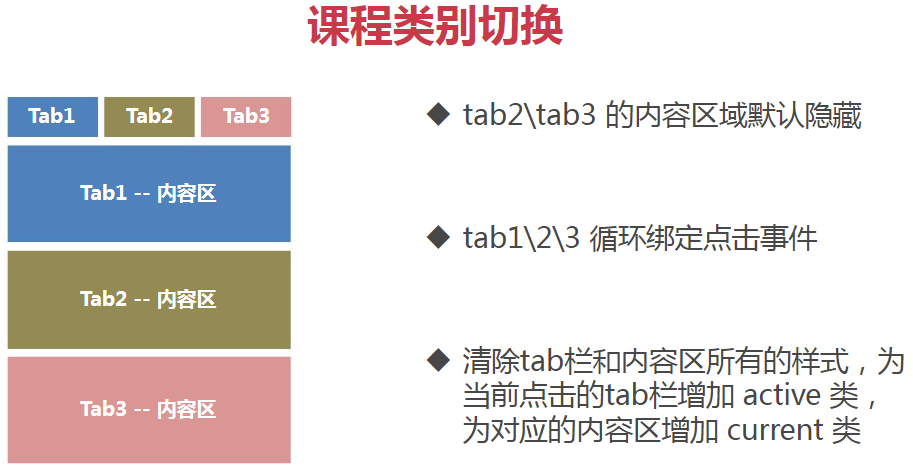 课程类别切换
Tab1 Tab2 Tab3
Tab1 -- 内容区
Tab2 -- 内容区
Tab3 -- 内容区
◆ tab2\tab3 的内容区域默认隐藏
◆ tab1\2\3 循环绑定点击事件
◆ 清除tab栏和内容区所有的样式，为
当前点击的tab栏增加 active 类，
为对应的内容区增加 current 类